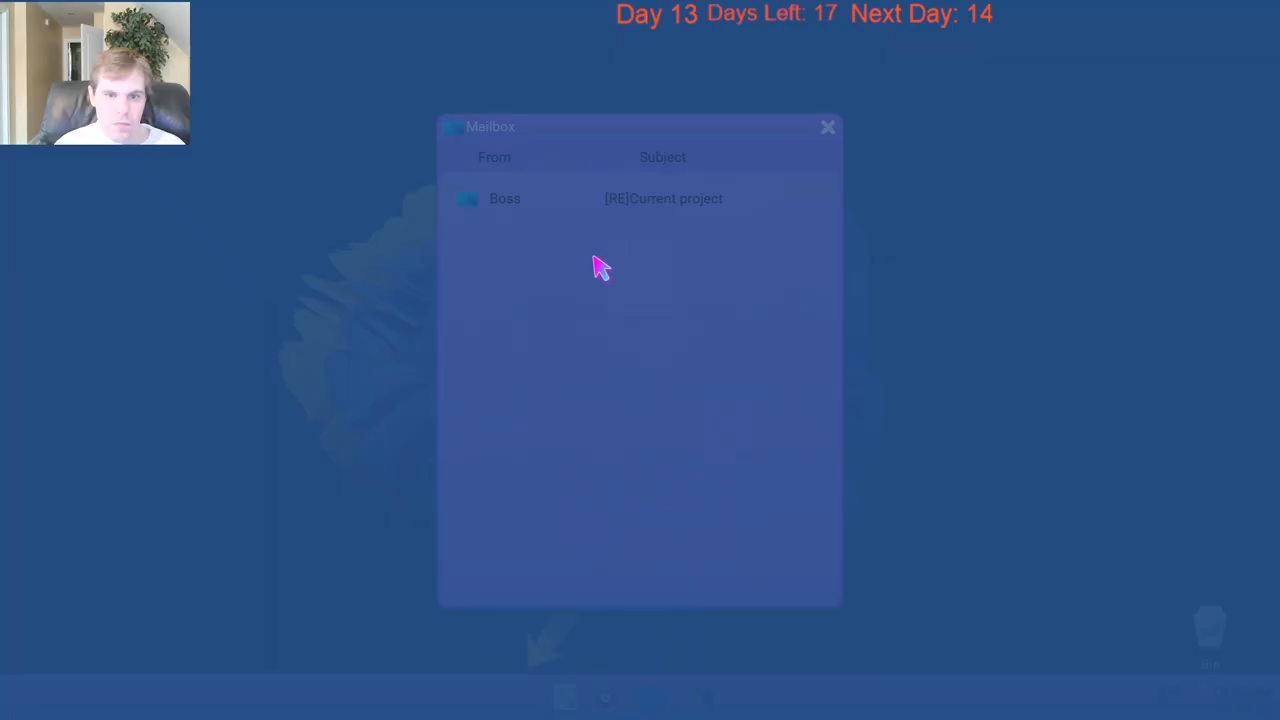 Day 13 Days Left: 17 Next Day: 14
Mailbox
From Subject
Boss [RE]Current project